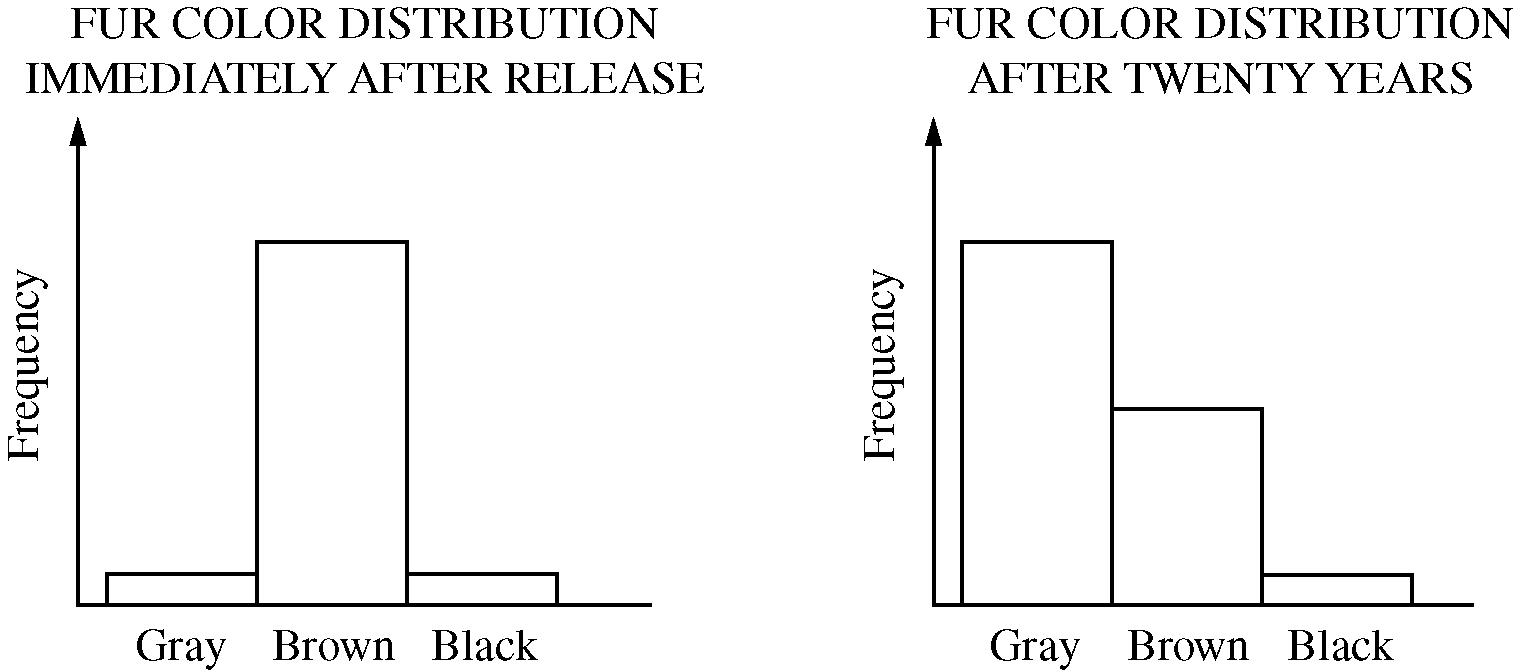 FUR COLOR DISTRIBUTION
IMMEDIATELY AFTER RELEASE
Frequency
Gray Brown Black
FUR COLOR DISTRIBUTION
AFTER TWENTY YEARS
Frequency
Gray Brown Black